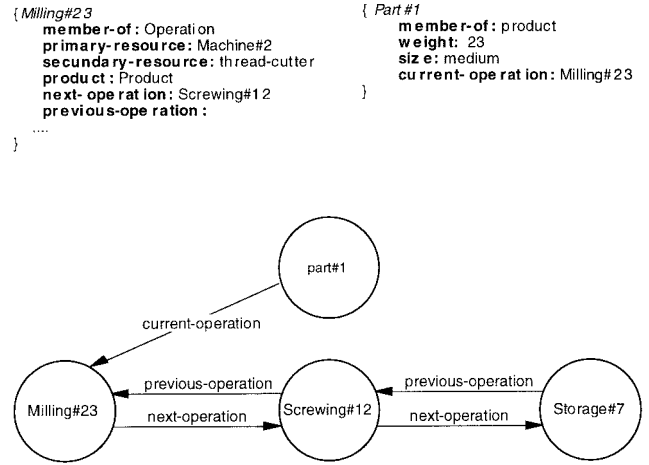 { Milling#23
member-of: Operation
primary-resource: Machine#2
secundary-resource: thread-cutter
product: Product
next-operation: Screwing#12
previous-operation:
....
}
{ Part #1
member-of: product
weight: 23
size: medium
current-operation: Milling#23
}
part#1
current-operation
previous-operation
previous-operation
Milling#23
Screwing#12
Storage#7
next-operation
next-operation